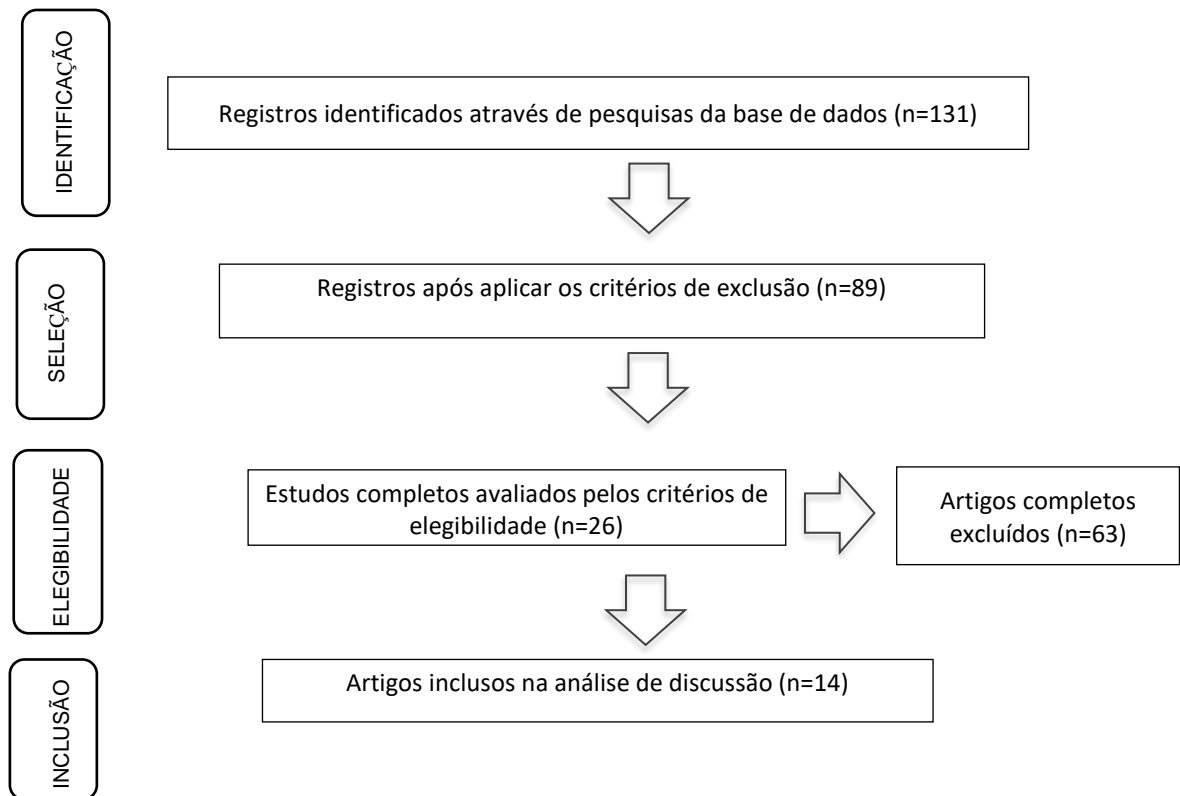 IDENTIFICAÇÃO
Registros identificados através de pesquisas da base de dados (n=131)
SELEÇÃO
Registros após aplicar os critérios de exclusão (n=89)
ELEGIBILIDADE
Estudos completos avaliados pelos critérios de
elegibilidade (n=26)
Artigos completos
excluídos (n=63)
INCLUSÃO
Artigos inclusos na análise de discussão (n=14)